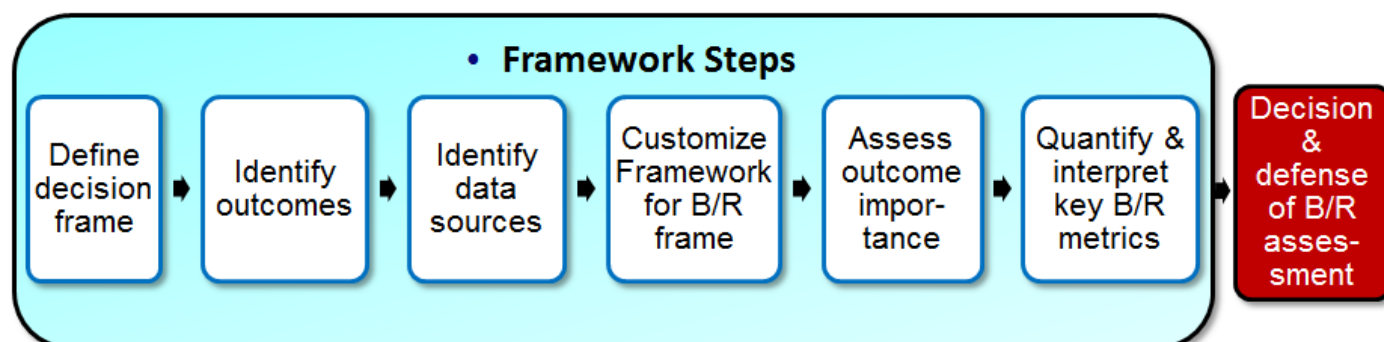 • Framework Steps
Define
decision
frame
Identify
outcomes
Identify
data
sources
Customize
Framework
for B/R
frame
Assess
outcome
impor-
tance
Quantify &
interpret
key B/R
metrics
Decision
&
defense
of B/R
asses-
sment